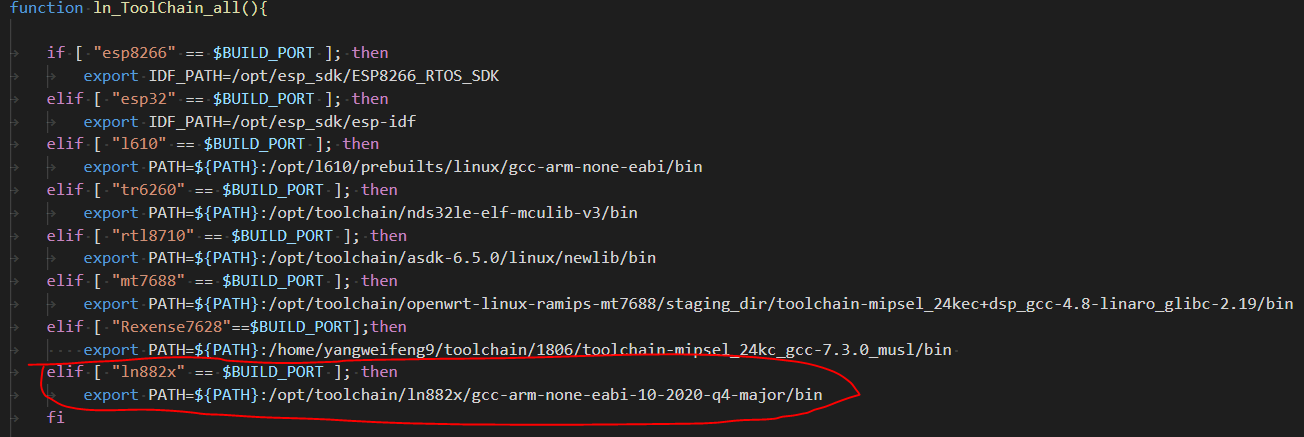 function ln_ToolChain_all(){
if [ "esp8266" == $BUILD_PORT ]; then
export IDF_PATH=/opt/esp_sdk/ESP8266_RTOS_SDK
elif [ "esp32" == $BUILD_PORT ]; then
export IDF_PATH=/opt/esp_sdk/esp-idf
elif [ "l610" == $BUILD_PORT ]; then
export PATH=${PATH}:/opt/l610/prebuilts/linux/gcc-arm-none-eabi/bin
elif [ "tr6260" == $BUILD_PORT ]; then
export PATH=${PATH}:/opt/toolchain/nds32le-elf-mculib-v3/bin
elif [ "rtl8710" == $BUILD_PORT ]; then
export PATH=${PATH}:/opt/toolchain/asdk-6.5.0/linux/newlib/bin
elif [ "mt7688" == $BUILD_PORT ]; then
export PATH=${PATH}:/opt/toolchain/openwrt-linux-ramips-mt7688/staging_dir/toolchain-mipsel_24kec+dsp_gcc-4.8-linaro_glibc-2.19/bin
elif [ "Rexense7628"==$BUILD_PORT];then
export PATH=${PATH}:/home/yangweifeng9/toolchain/1806/toolchain-mipsel_24kc_gcc-7.3.0_musl/bin
elif [ "ln882x" == $BUILD_PORT ]; then
export PATH=${PATH}:/opt/toolchain/ln882x/gcc-arm-none-eabi-10-2020-q4-major/bin
fi